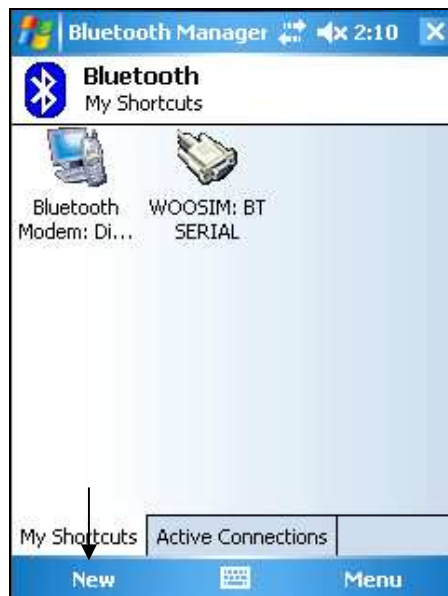 Bluetooth Manager 2:10
Bluetooth
My Shortcuts
Bluetooth
Modem: Di...
WOOSIM: BT
SERIAL
My Shortcuts Active Connections
New Menu